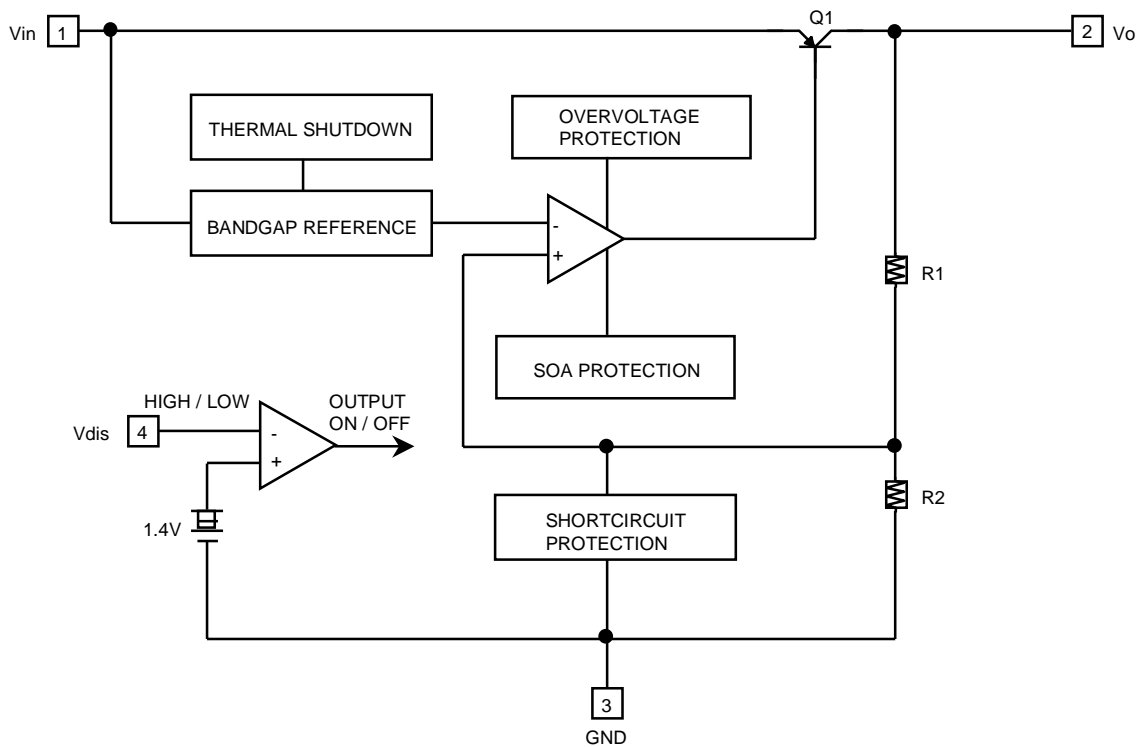 Q1
Vin 1
2 Vo
THERMAL SHUTDOWN
OVERVOLTAGE
PROTECTION
BANDGAP REFERENCE
-
+
R1
SOA PROTECTION
HIGH / LOW
OUTPUT
ON / OFF
Vdis 4
-
+
R2
1.4V
SHORTCIRCUIT
PROTECTION
3
GND